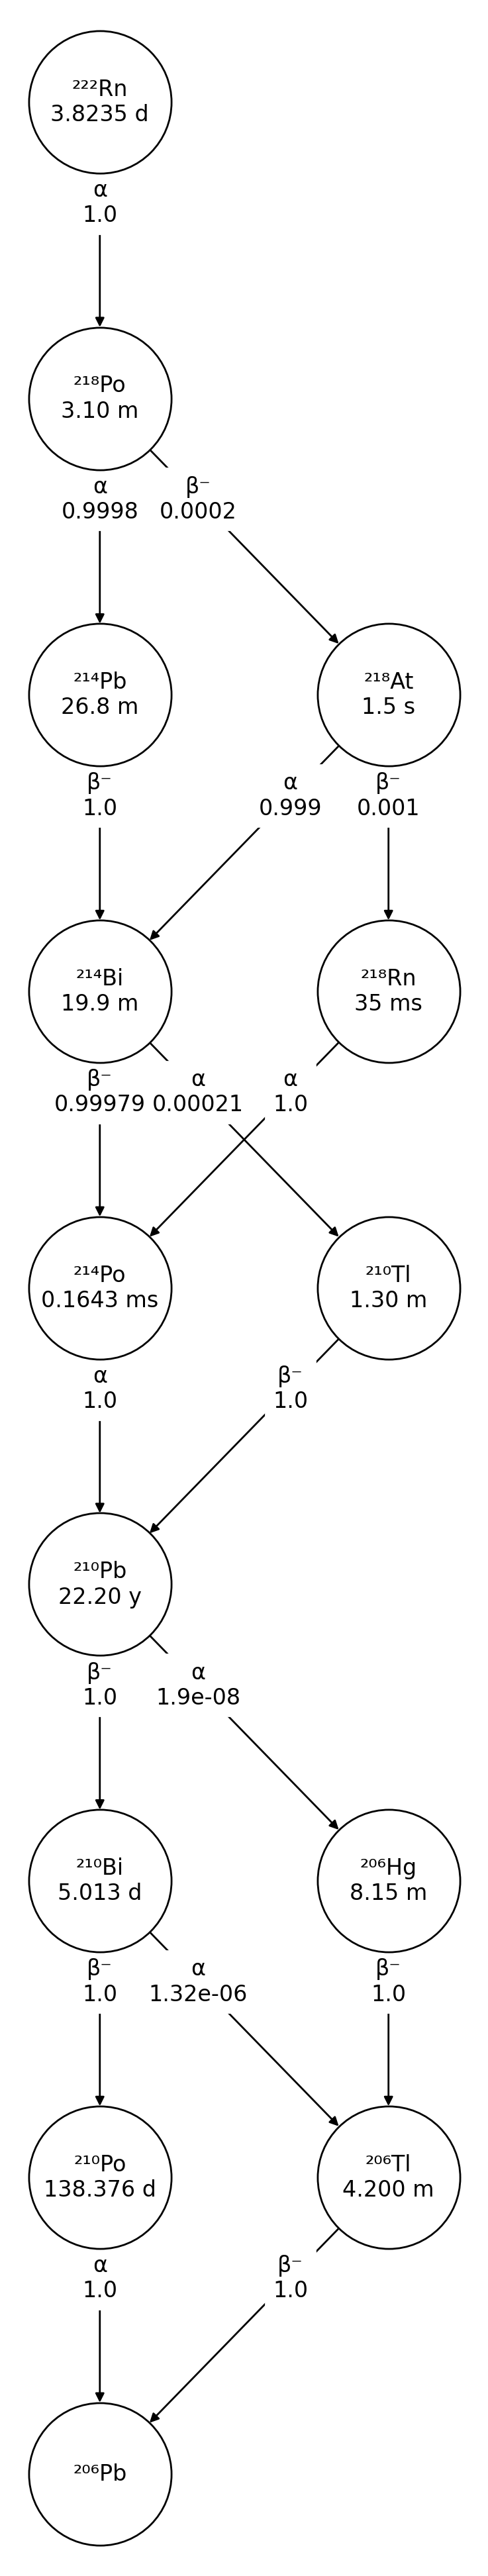 ²²²Rn
3.8235 d
α
1.0
²¹⁸Po
3.10 m
α
0.9998
β⁻
0.0002
²¹⁴Pb
26.8 m
²¹⁸At
1.5 s
β⁻
1.0
α
0.999
β⁻
0.001
²¹⁴Bi
19.9 m
²¹⁸Rn
35 ms
β⁻
0.99979
α
0.00021
α
1.0
²¹⁴Po
0.1643 ms
²¹⁰Tl
1.30 m
α
1.0
β⁻
1.0
²¹⁰Pb
22.20 y
β⁻
1.0
α
1.9e-08
²¹⁰Bi
5.013 d
²⁰⁶Hg
8.15 m
β⁻
1.0
α
1.32e-06
β⁻
1.0
²¹⁰Po
138.376 d
²⁰⁶Tl
4.200 m
α
1.0
β⁻
1.0
²⁰⁶Pb